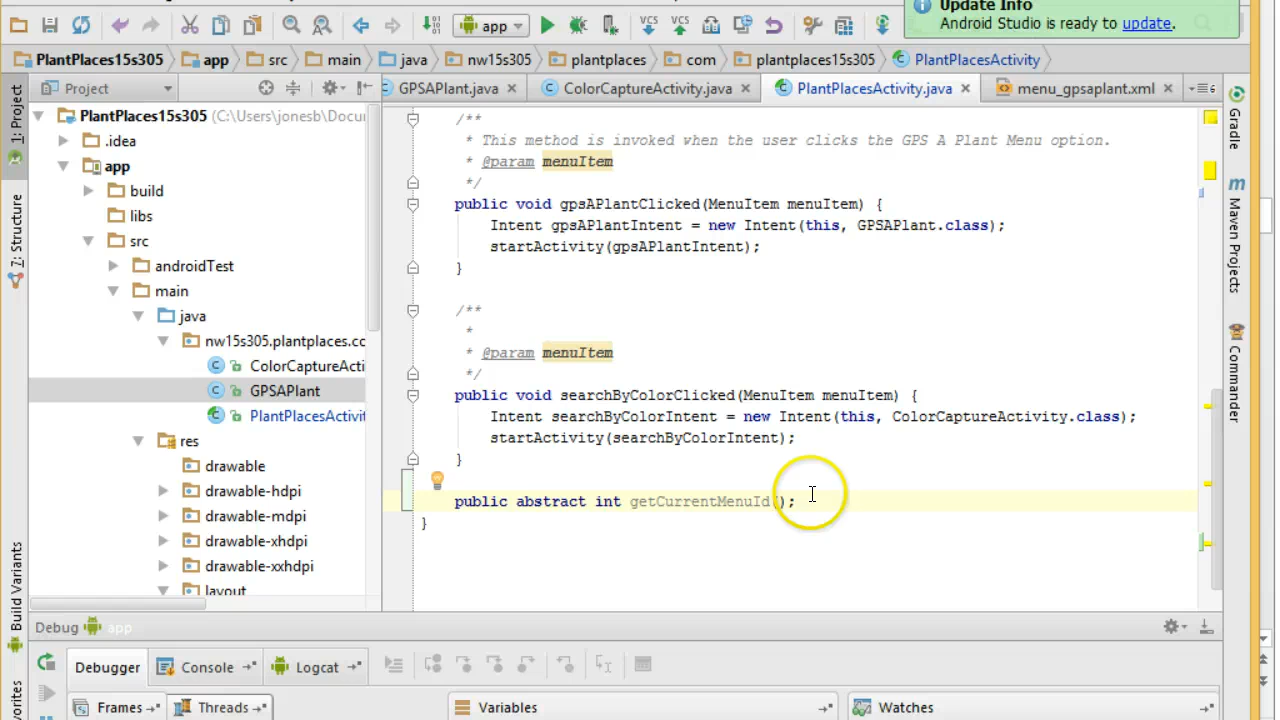 Update Info
Android Studio is ready to update.
app
PlantPlaces15s305 app src main java nw15s305 plantplaces com plantplaces15s305 PlantPlacesActivity
Project
GPSAPlant.java ColorCaptureActivity.java PlantPlacesActivity.java menu_gpsaplant.xml
1: Project
7: Structure
Build Variants
PlantPlaces15s305 (C:\Users\jonesb\Docu
.idea
app
build
libs
src
androidTest
main
java
nw15s305.plantplaces.cc
ColorCaptureActi
GPSAPlant
PlantPlacesActivit
res
drawable
drawable-hdpi
drawable-mdpi
drawable-xhdpi
drawable-xxhdpi
layout
/**
* This method is invoked when the user clicks the GPS A Plant Menu option.
* @param menuItem
*/
public void gpsAPlantClicked(MenuItem menuItem) {
Intent gpsAPlantIntent = new Intent(this, GPSAPlant.class);
startActivity(gpsAPlantIntent);
}
/**
*
* @param menuItem
*/
public void searchByColorClicked(MenuItem menuItem) {
Intent searchByColorIntent = new Intent(this, ColorCaptureActivity.class);
startActivity(searchByColorIntent);
}
public abstract int getCurrentMenuId();
}
Gradle
Maven Projects
Commander
Debug app
Debugger Console Logcat
Frames Threads Variables Watches